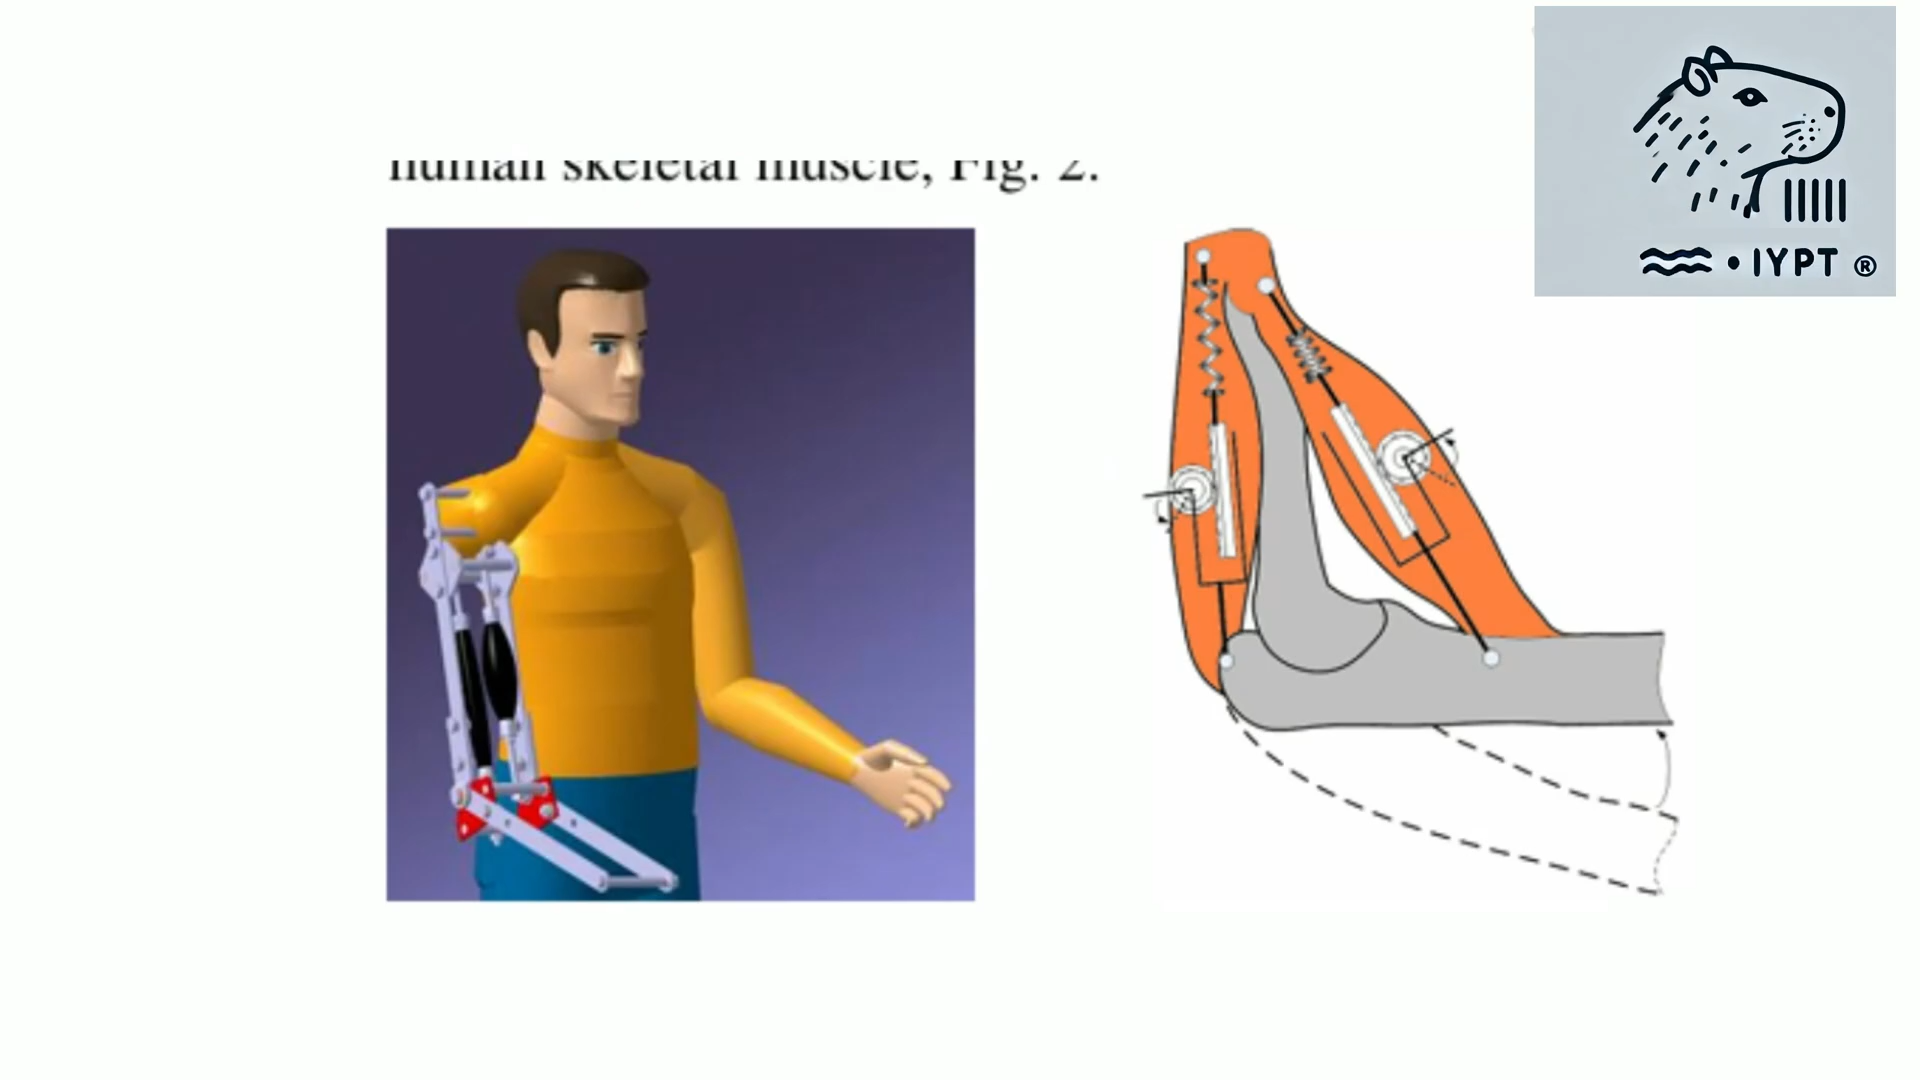 human skeletal muscle, Fig. 2.
• IYPT ®